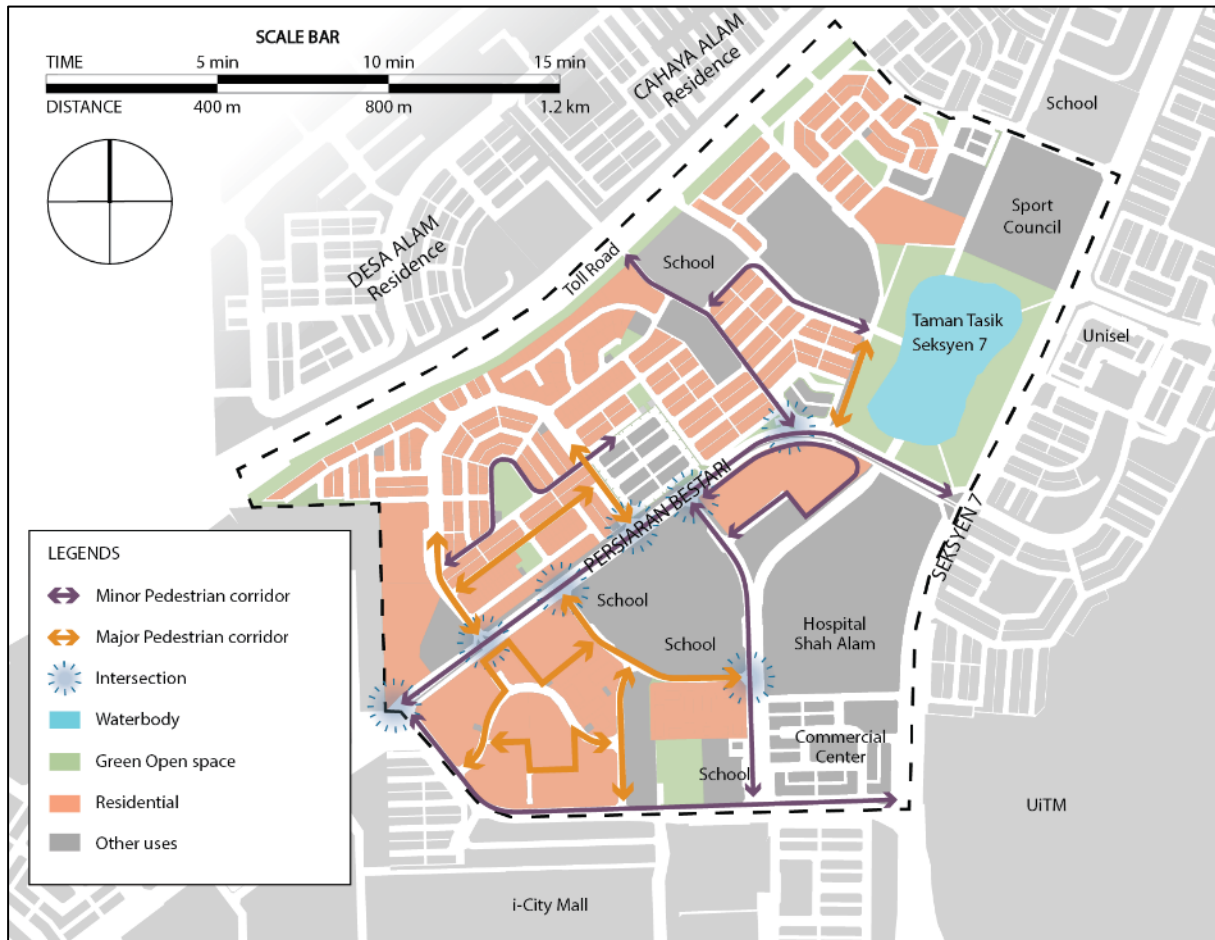 SCALE BAR
TIME 5 min 10 min 15 min
DISTANCE 400 m 800 m 1.2 km
CAHAYA ALAM
Residence
School
DESA ALAM
Residence
Toll Road
School
Sport
Council
Taman Tasik
Seksyen 7
Unisel
PERSIARAN BESTARI
SEKSYEN 7
School
School
Hospital
Shah Alam
Commercial
Center
School
UiTM
i-City Mall
LEGENDS
Minor Pedestrian corridor
Major Pedestrian corridor
Intersection
Waterbody
Green Open space
Residential
Other uses